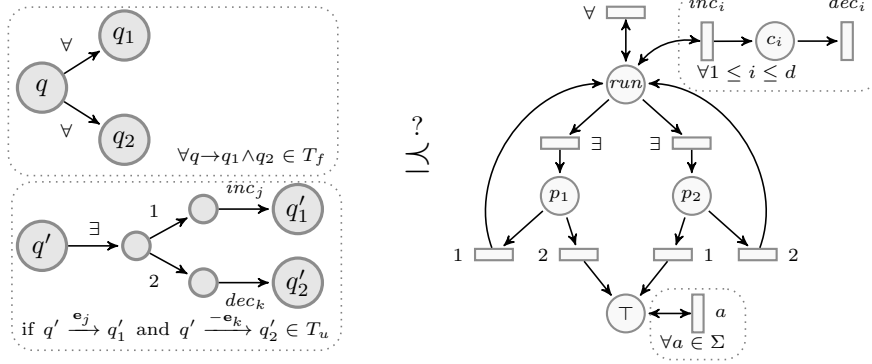 q
∀
∀
q₁
q₂
∀q→q₁∧q₂ ∈ T_f
q′
∃
1
2
inc_j
dec_k
q′₁
q′₂
if q′ —e_j→ q′₁ and q′ —−e_k→ q′₂ ∈ T_u
?
⪯
∀
run
inc_i
c_i
dec_i
∀1 ≤ i ≤ d
∃
∃
p₁
p₂
1
2
1
2
⊤
a
∀a ∈ Σ